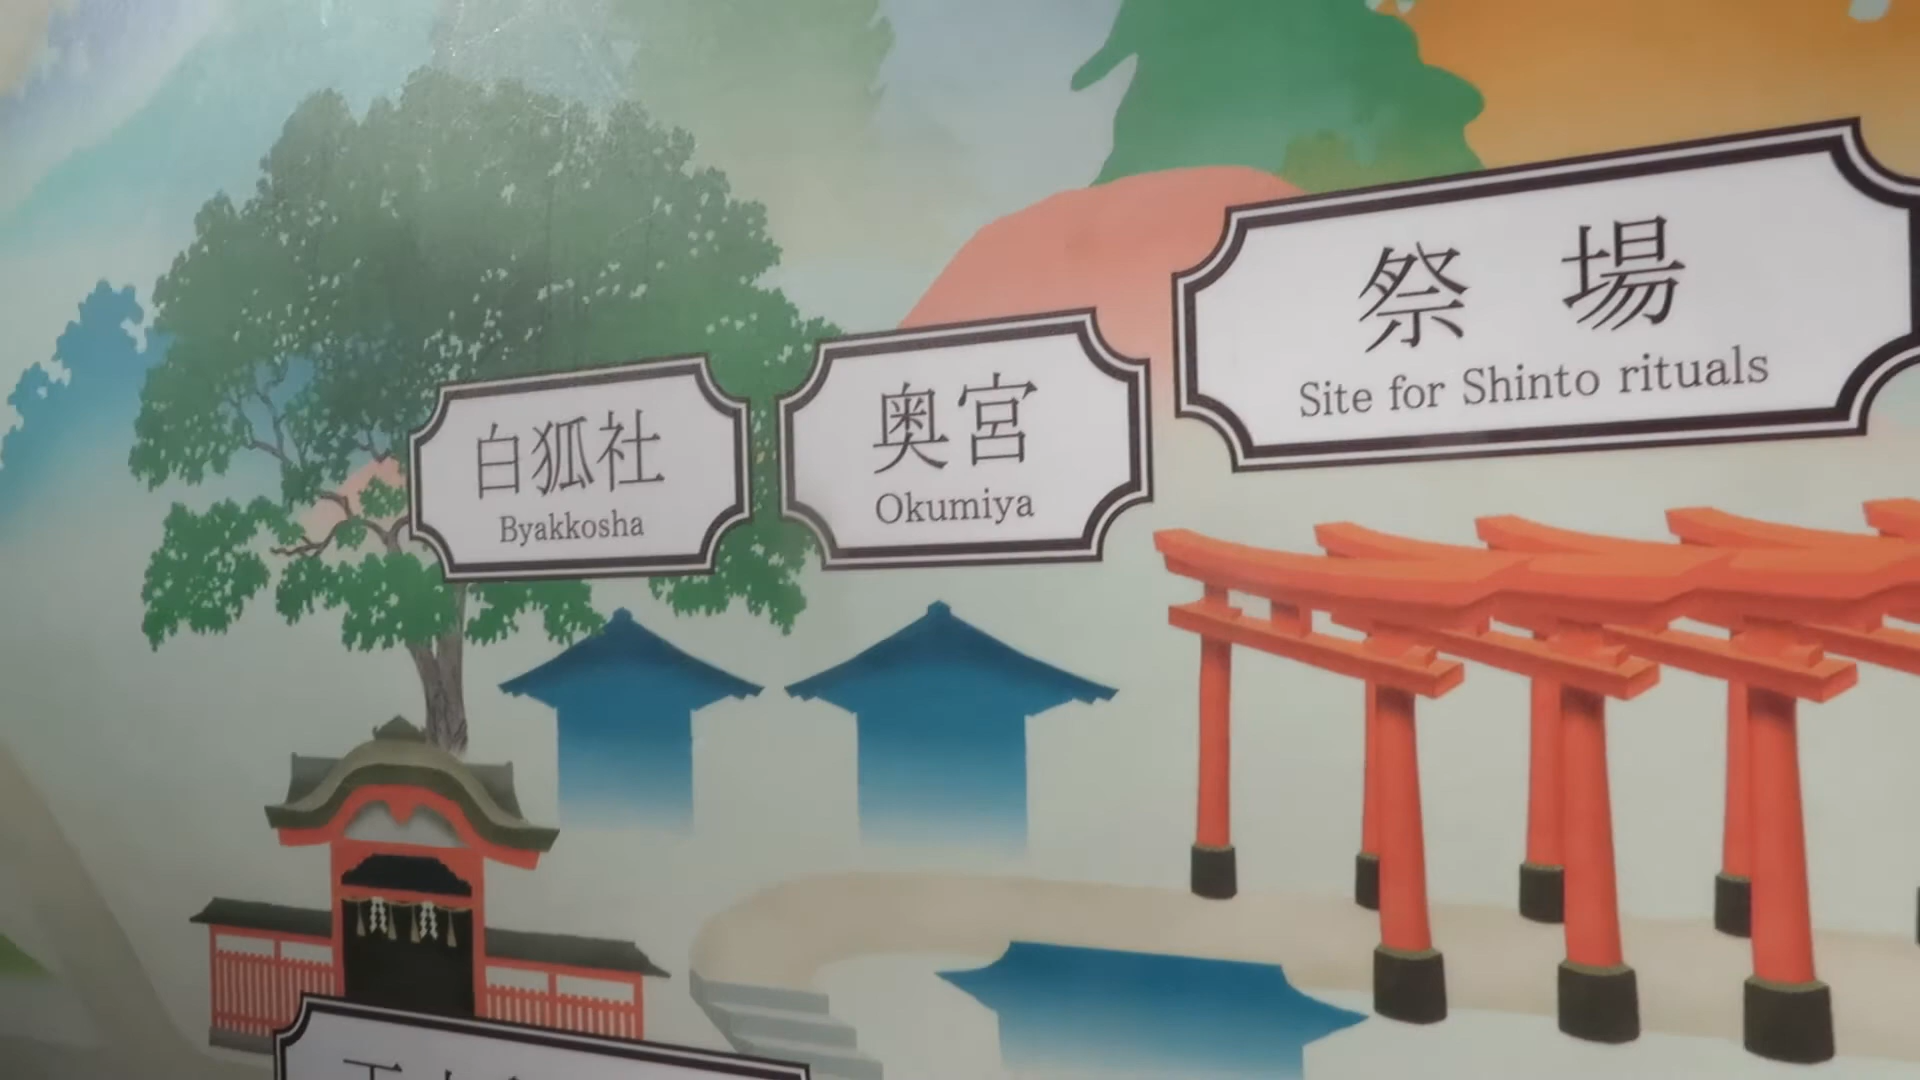 白狐社
Byakkosha
奥宮
Okumiya
祭場
Site for Shinto rituals